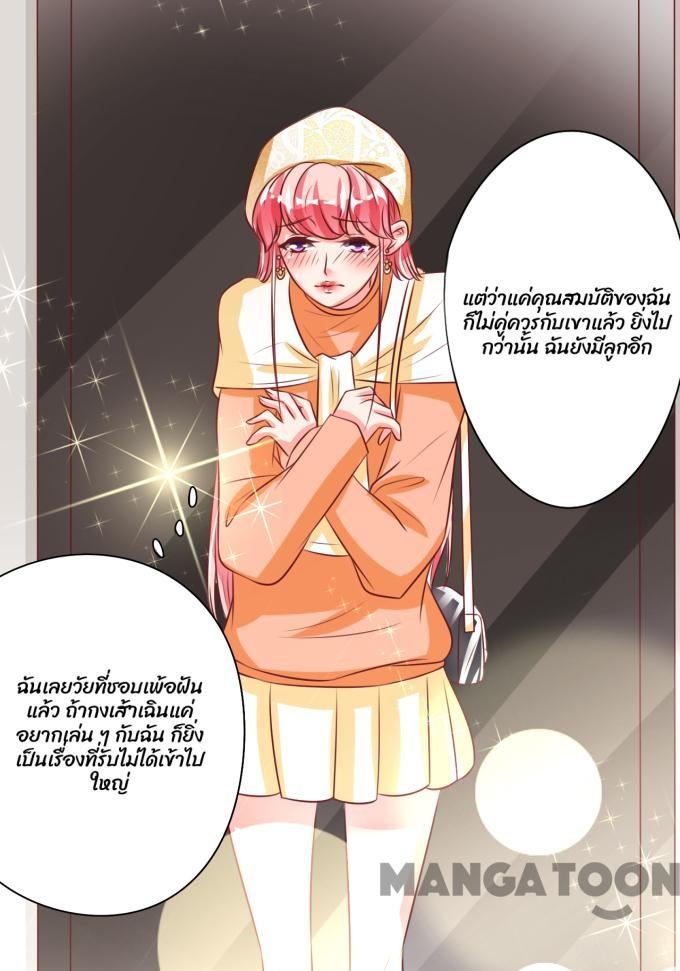 แต่ว่าแค่คุณสมบัติของฉัน
ก็ไม่คู่ควรกับเขาแล้ว ยิ่งไป
กว่านั้น ฉันยังมีลูกอีก
ฉันเลยวัยที่ชอบเพ้อฝัน
แล้ว ถ้ากงเส้าเฉินแค่
อยากเล่น ๆ กับฉัน ก็ยิ่ง
เป็นเรื่องที่รับไม่ได้เข้าไป
ใหญ่
MANGA TOON